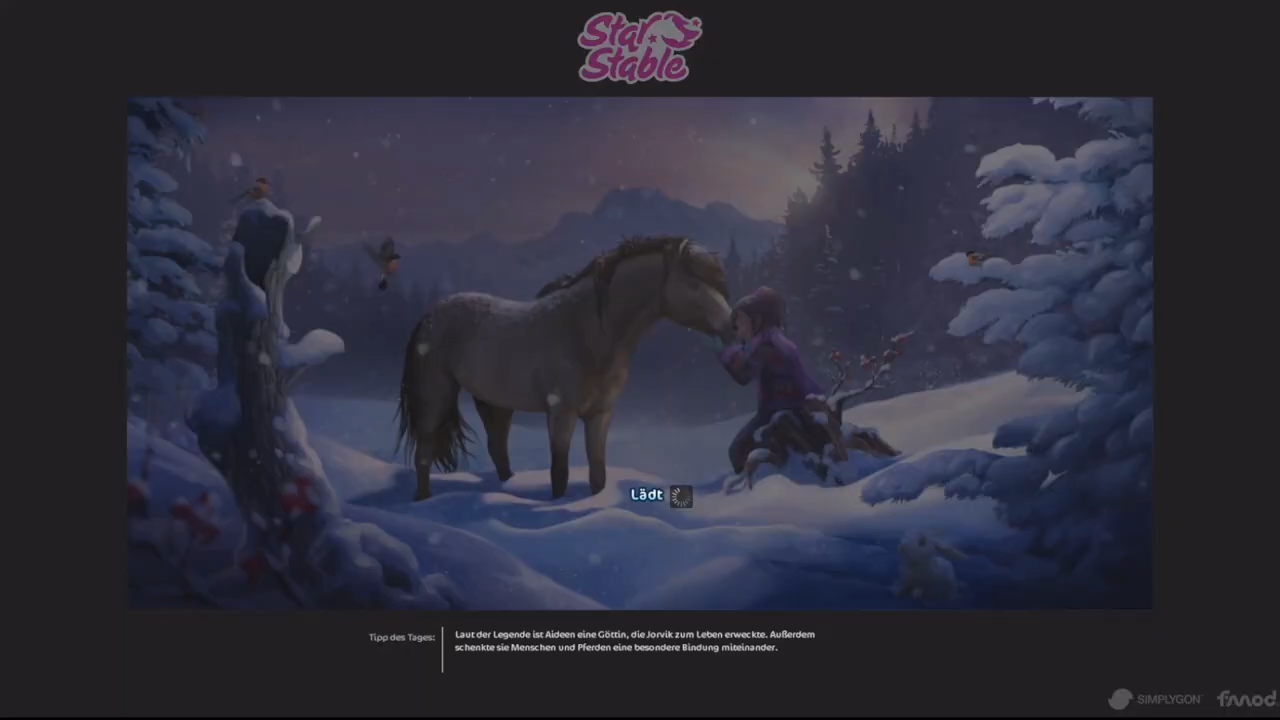 Star
Stable
Lädt
Tipp des Tages:
Laut der Legende ist Aideen eine Göttin, die Jorvik zum Leben erweckte. Außerdem
schenkte sie Menschen und Pferden eine besondere Bindung miteinander.
SIMPLYGON
fmod